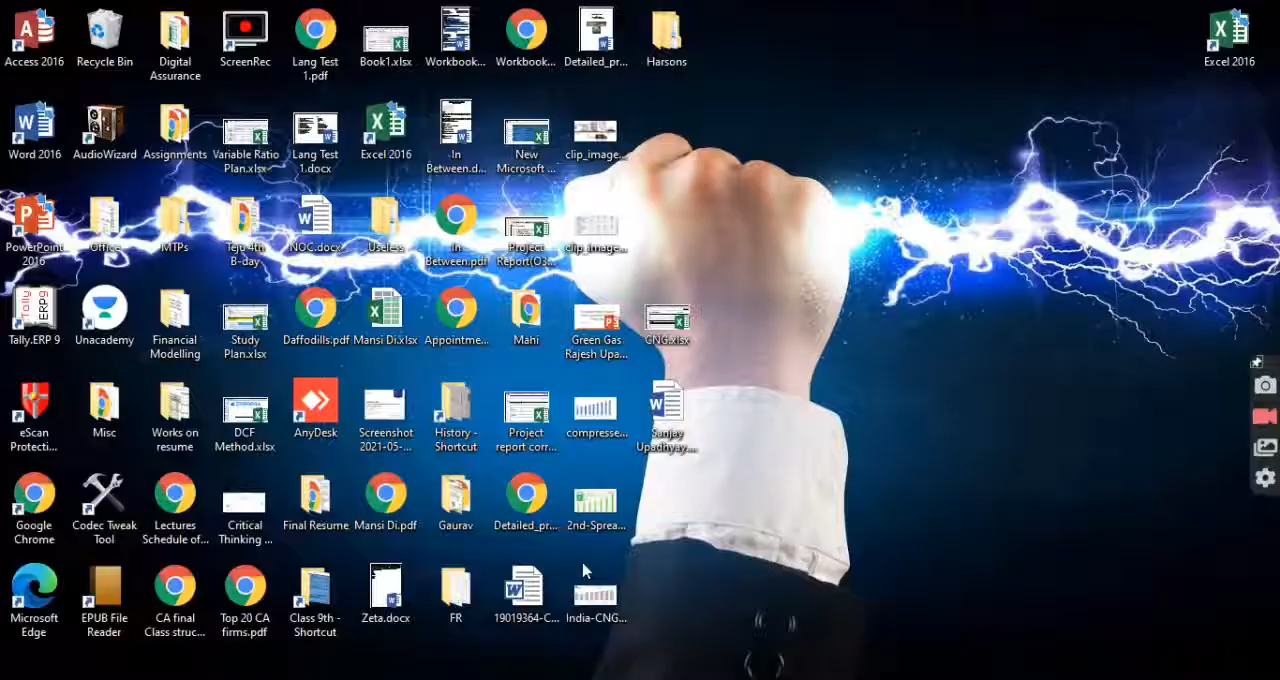 Access 2016
Recycle Bin
Digital
Assurance
ScreenRec
Lang Test
1.pdf
Book1.xlsx
Workbook...
Workbook...
Detailed_pr...
Harsons
Excel 2016
Word 2016
AudioWizard
Assignments
Variable Ratio
Plan.xlsx
Lang Test
1.docx
Excel 2016
In
Between.d...
New
Microsoft ...
clip_image...
PowerPoint
2016
Office
MTPs
Teju 4th
B-day
NOC.docx
Useless
In
Between.pdf
Project
Report(O3...
clip_image...
Tally
ERP9
Tally.ERP 9
Unacademy
Financial
Modelling
Study
Plan.xlsx
Daffodills.pdf
Mansi Di.xlsx
Appointme...
Mahi
Green Gas
Rajesh Upa...
CNG.xlsx
eScan
Protecti...
Misc
Works on
resume
DCF
Method.xlsx
AnyDesk
Screenshot
2021-05-...
History -
Shortcut
Project
report corr...
compresse...
Sanjay
Upadhyay...
Google
Chrome
Codec Tweak
Tool
Lectures
Schedule of...
Critical
Thinking ...
Final Resume
Mansi Di.pdf
Gaurav
Detailed_pr...
2nd-Sprea...
Microsoft
Edge
EPUB File
Reader
CA final
Class struc...
Top 20 CA
firms.pdf
Class 9th -
Shortcut
Zeta.docx
FR
19019364-C...
India-CNG...